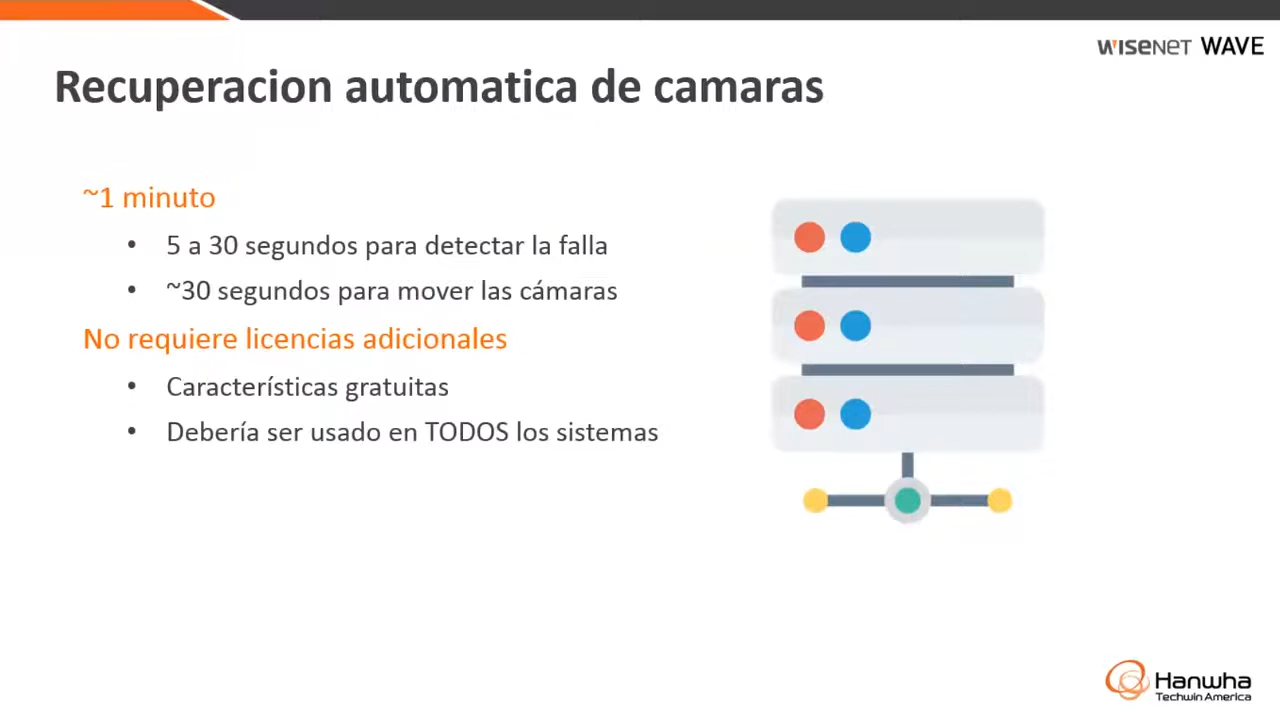 WISENET WAVE
Recuperacion automatica de camaras
~1 minuto
• 5 a 30 segundos para detectar la falla
• ~30 segundos para mover las cámaras
No requiere licencias adicionales
• Características gratuitas
• Debería ser usado en TODOS los sistemas
Hanwha
Techwin America